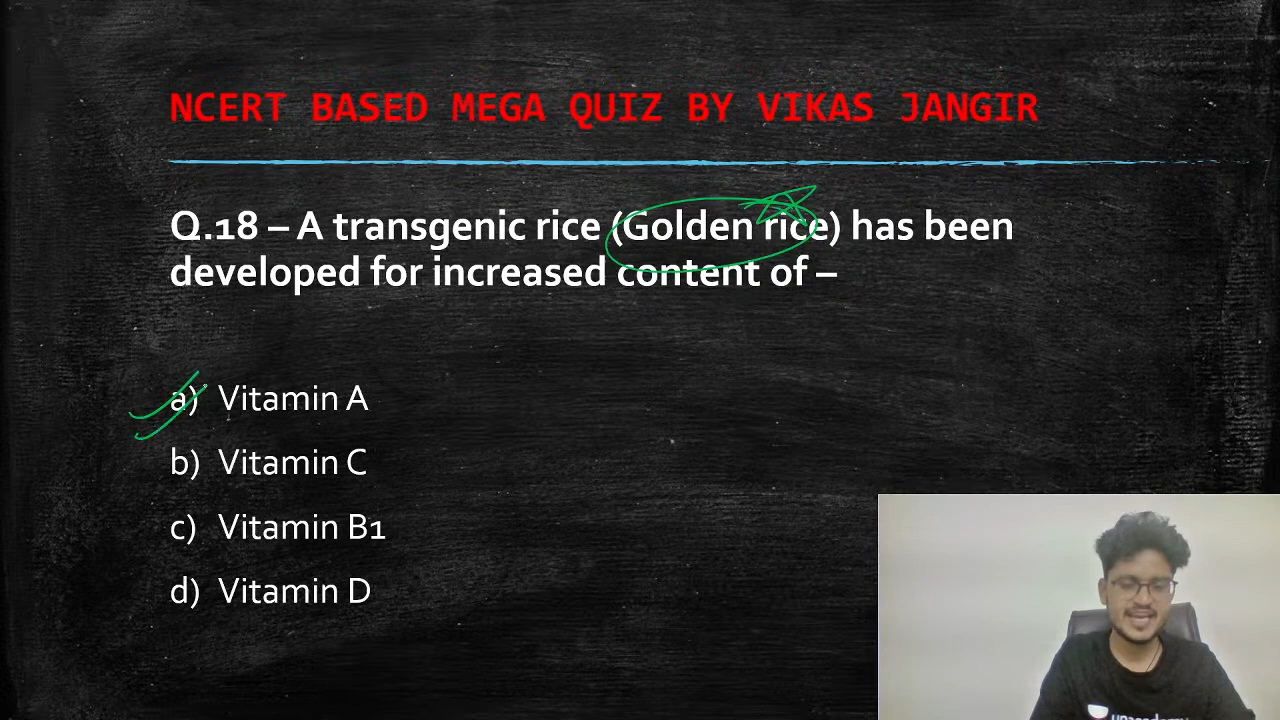 NCERT BASED MEGA QUIZ BY VIKAS JANGIR
Q.18 – A transgenic rice (Golden rice) has been
developed for increased content of –
a) Vitamin A
b) Vitamin C
c) Vitamin B1
d) Vitamin D